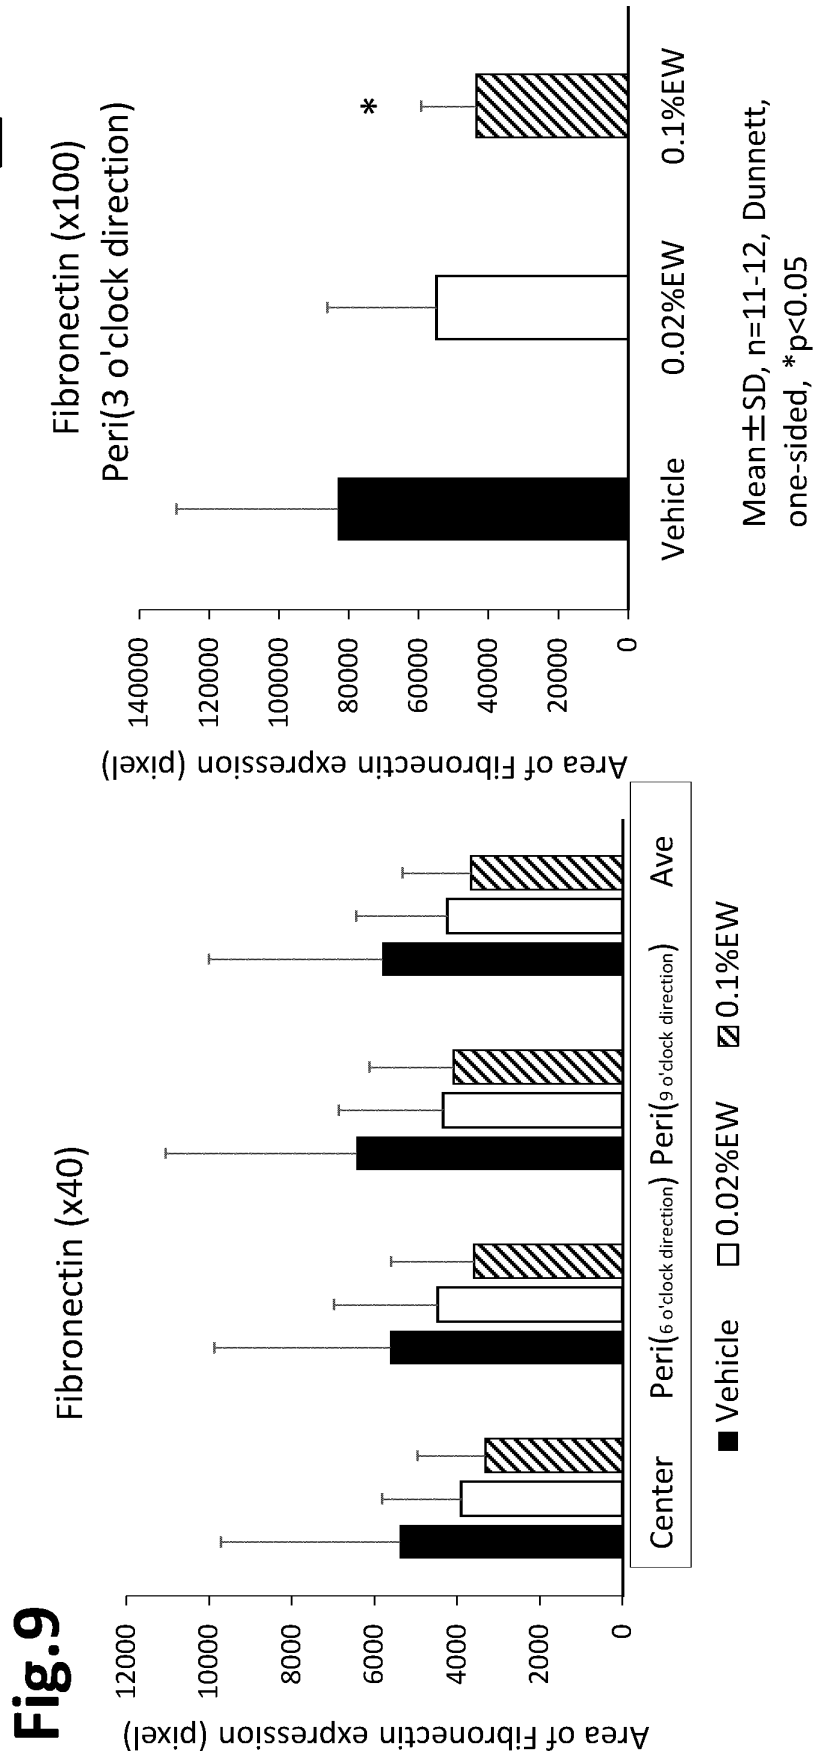 Fig.9
Fibronectin (x40)
Area of Fibronectin expression (pixel)
12000
10000
8000
6000
4000
2000
0
Center
Peri(6 o'clock direction)
Peri(9 o'clock direction)
Ave
Vehicle
0.02%EW
0.1%EW
Fibronectin (x100)
Peri(3 o'clock direction)
Area of Fibronectin expression (pixel)
140000
120000
100000
80000
60000
40000
20000
0
*
Vehicle
0.02%EW
0.1%EW
Mean±SD, n=11-12, Dunnett,
one-sided, *p<0.05